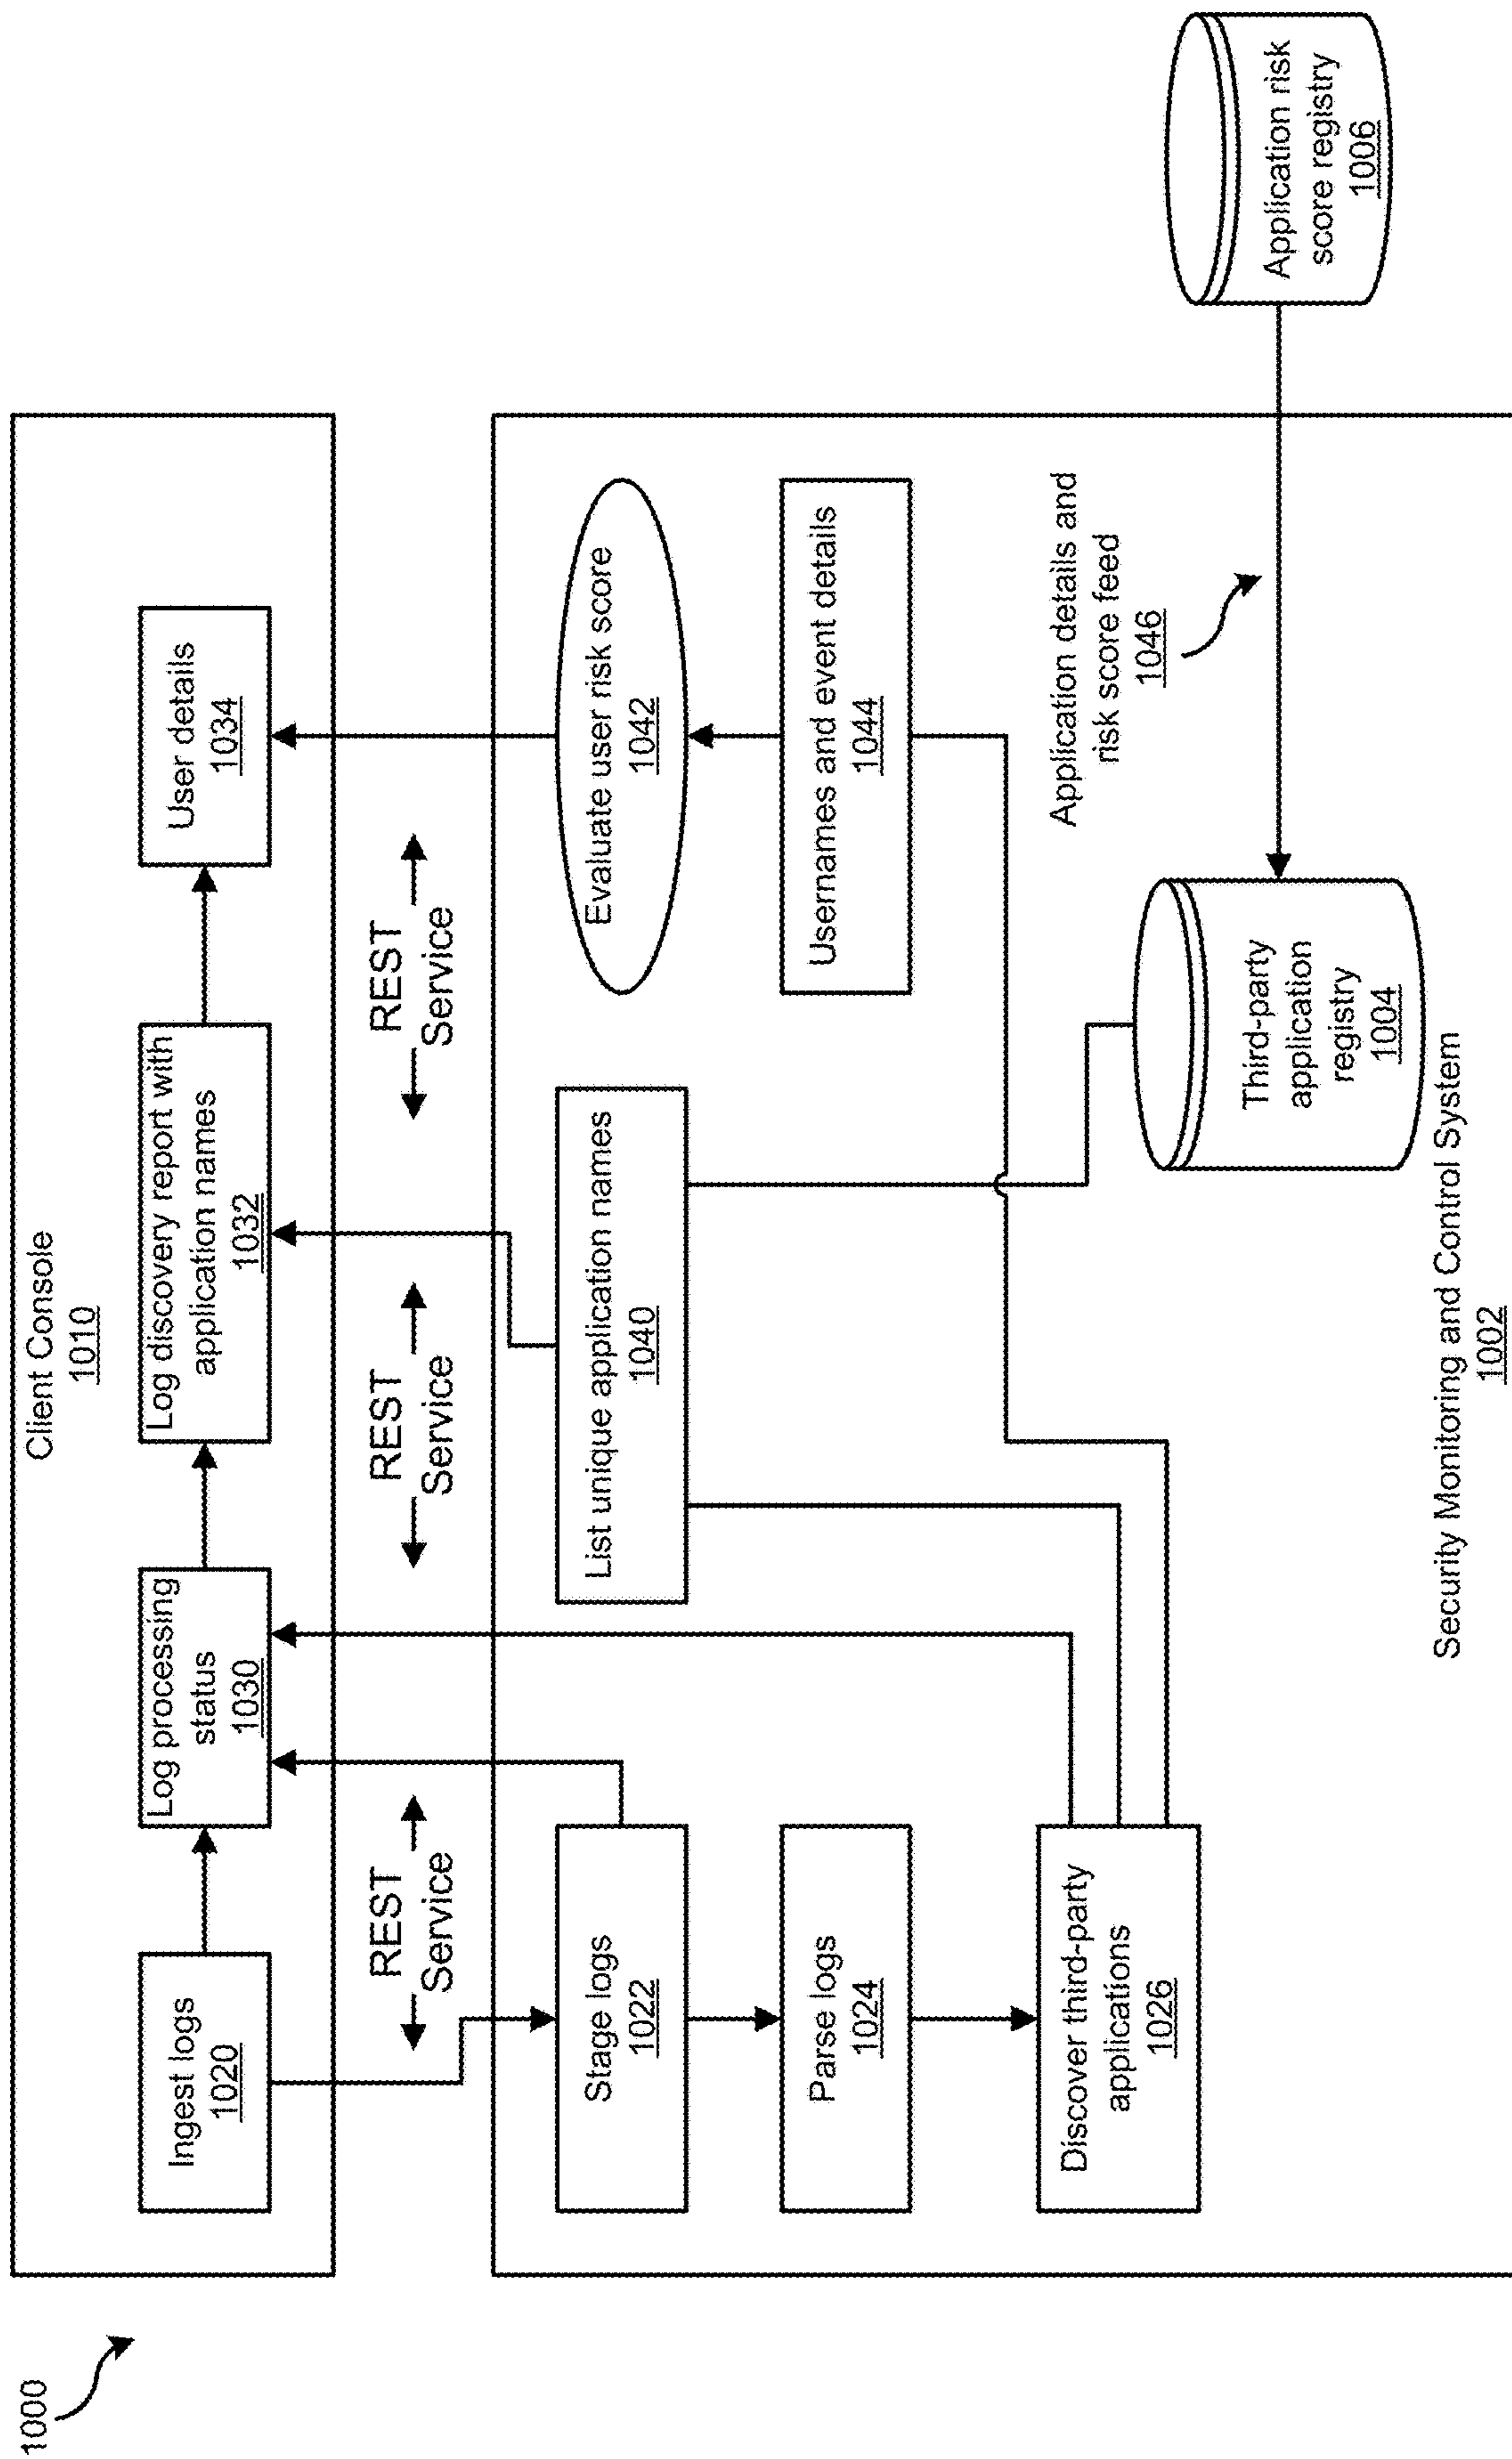 1000
Client Console
1010
Ingest logs
1020
Log processing
status
1030
Log discovery report with
application names
1032
User details
1034
REST
Service
REST
Service
REST
Service
Stage logs
1022
List unique application names
1040
Evaluate user risk score
1042
Parse logs
1024
Usernames and event details
1044
Discover third-party
applications
1026
Application details and
risk score feed
1046
Third-party
application
registry
1004
Application risk
score registry
1006
Security Monitoring and Control System
1002